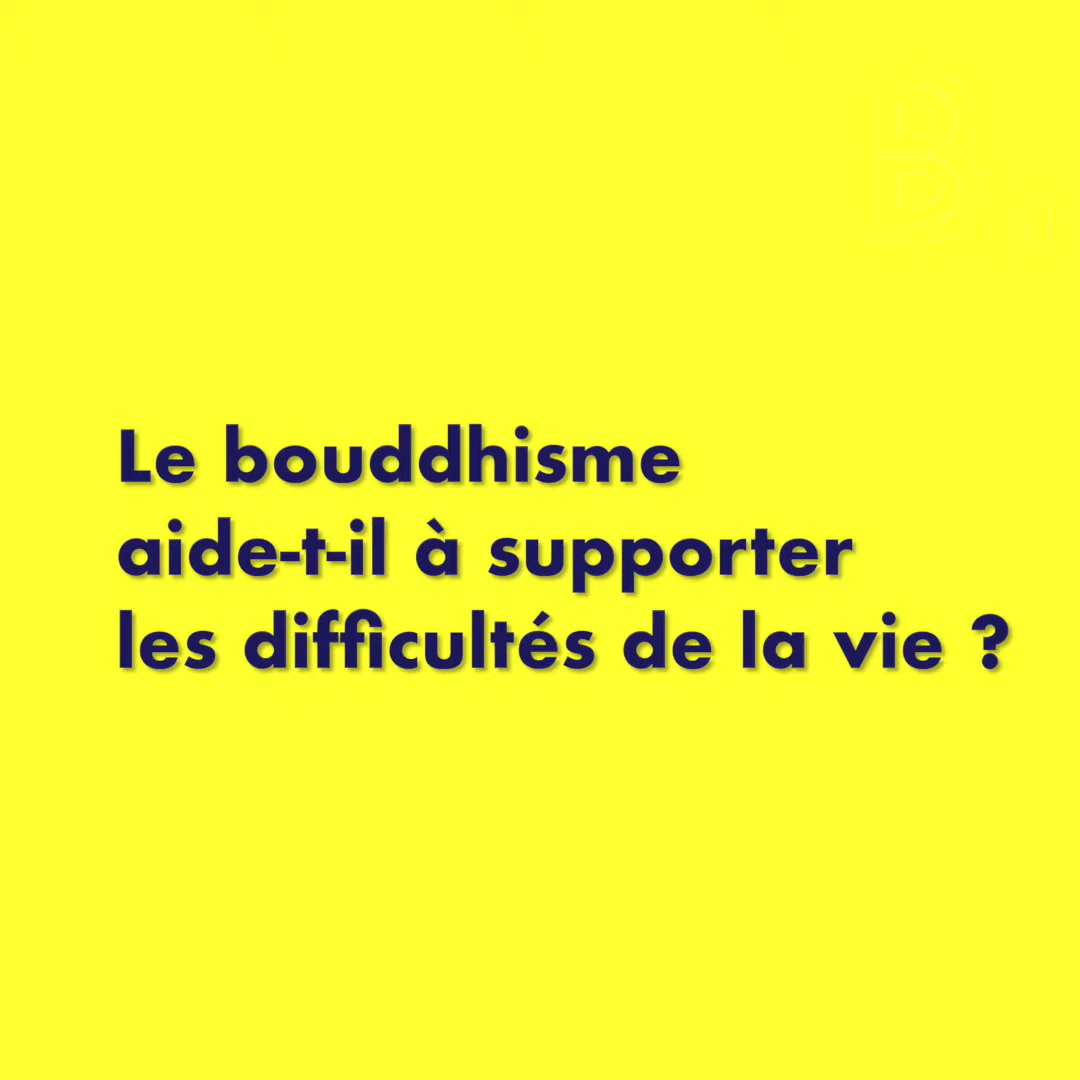 Le bouddhisme
aide-t-il à supporter
les difficultés de la vie ?